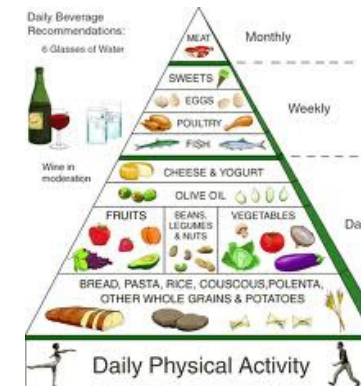 Daily Beverage
Recommendations:
6 Glasses of Water
Wine in
moderation
MEAT
Monthly
SWEETS
EGGS
POULTRY
FISH
Weekly
CHEESE & YOGURT
OLIVE OIL
FRUITS
BEANS,
LEGUMES
& NUTS
VEGETABLES
Da
BREAD, PASTA, RICE, COUSCOUS,POLENTA,
OTHER WHOLE GRAINS & POTATOES
Daily Physical Activity